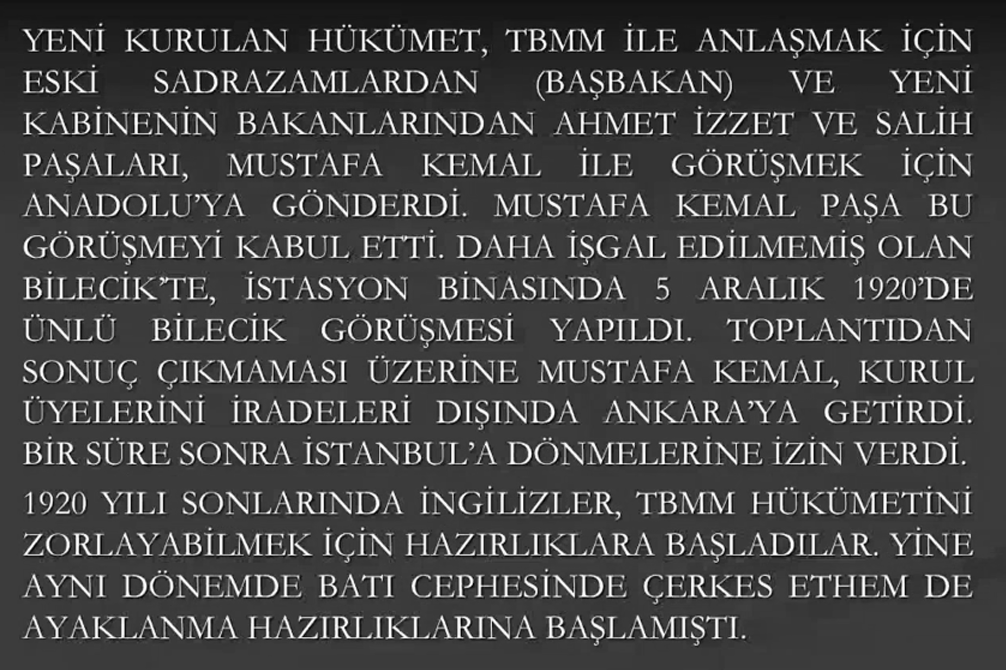 YENİ KURULAN HÜKÜMET, TBMM İLE ANLAŞMAK İÇİN
ESKİ SADRAZAMLARDAN (BAŞBAKAN) VE YENİ
KABİNENİN BAKANLARINDAN AHMET İZZET VE SALİH
PAŞALARI, MUSTAFA KEMAL İLE GÖRÜŞMEK İÇİN
ANADOLU'YA GÖNDERDİ. MUSTAFA KEMAL PAŞA BU
GÖRÜŞMEYİ KABUL ETTİ. DAHA İŞGAL EDİLMEMİŞ OLAN
BİLECİK'TE, İSTASYON BİNASINDA 5 ARALIK 1920'DE
ÜNLÜ BİLECİK GÖRÜŞMESİ YAPILDI. TOPLANTIDAN
SONUÇ ÇIKMAMASI ÜZERİNE MUSTAFA KEMAL, KURUL
ÜYELERİNİ İRADELERİ DIŞINDA ANKARA'YA GETİRDİ.
BİR SÜRE SONRA İSTANBUL'A DÖNMELERİNE İZİN VERDİ.
1920 YILI SONLARINDA İNGİLİZLER, TBMM HÜKÜMETİNİ
ZORLAYABİLMEK İÇİN HAZIRLIKLARA BAŞLADILAR. YİNE
AYNI DÖNEMDE BATI CEPHESİNDE ÇERKES ETHEM DE
AYAKLANMA HAZIRLIKLARINA BAŞLAMIŞTI.